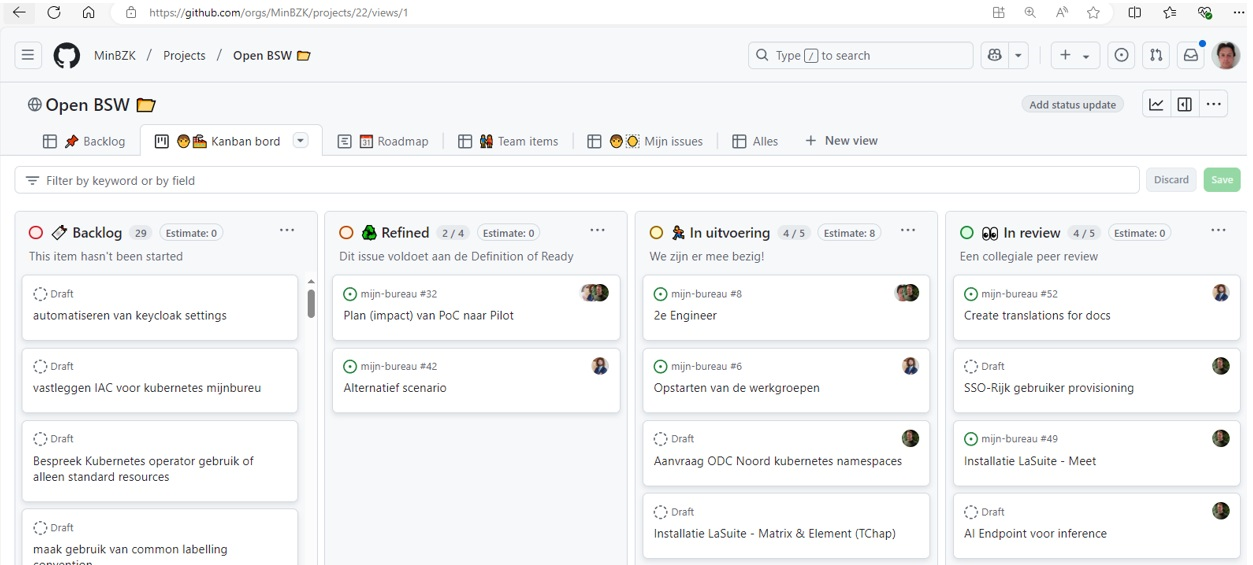 https://github.com/orgs/MinBZK/projects/22/views/1
MinBZK / Projects / Open BSW
Type / to search
Open BSW
Add status update
Backlog
Kanban bord
Roadmap
Team items
Mijn issues
Alles
+ New view
Filter by keyword or by field
Discard
Save
Backlog 29 Estimate: 0
This item hasn't been started
Draft
automatiseren van keycloak settings
Draft
vastleggen IAC voor kubernetes mijnbureu
Draft
Bespreek Kubernetes operator gebruik of
alleen standard resources
Draft
maak gebruik van common labelling
convention
Refined 2 / 4 Estimate: 0
Dit issue voldoet aan de Definition of Ready
mijn-bureau #32
Plan (impact) van PoC naar Pilot
mijn-bureau #42
Alternatief scenario
In uitvoering 4 / 5 Estimate: 8
We zijn er mee bezig!
mijn-bureau #8
2e Engineer
mijn-bureau #6
Opstarten van de werkgroepen
Draft
Aanvraag ODC Noord kubernetes namespaces
Draft
Installatie LaSuite - Matrix & Element (TChap)
In review 4 / 5 Estimate: 0
Een collegiale peer review
mijn-bureau #52
Create translations for docs
Draft
SSO-Rijk gebruiker provisioning
mijn-bureau #49
Installatie LaSuite - Meet
Draft
AI Endpoint voor inference